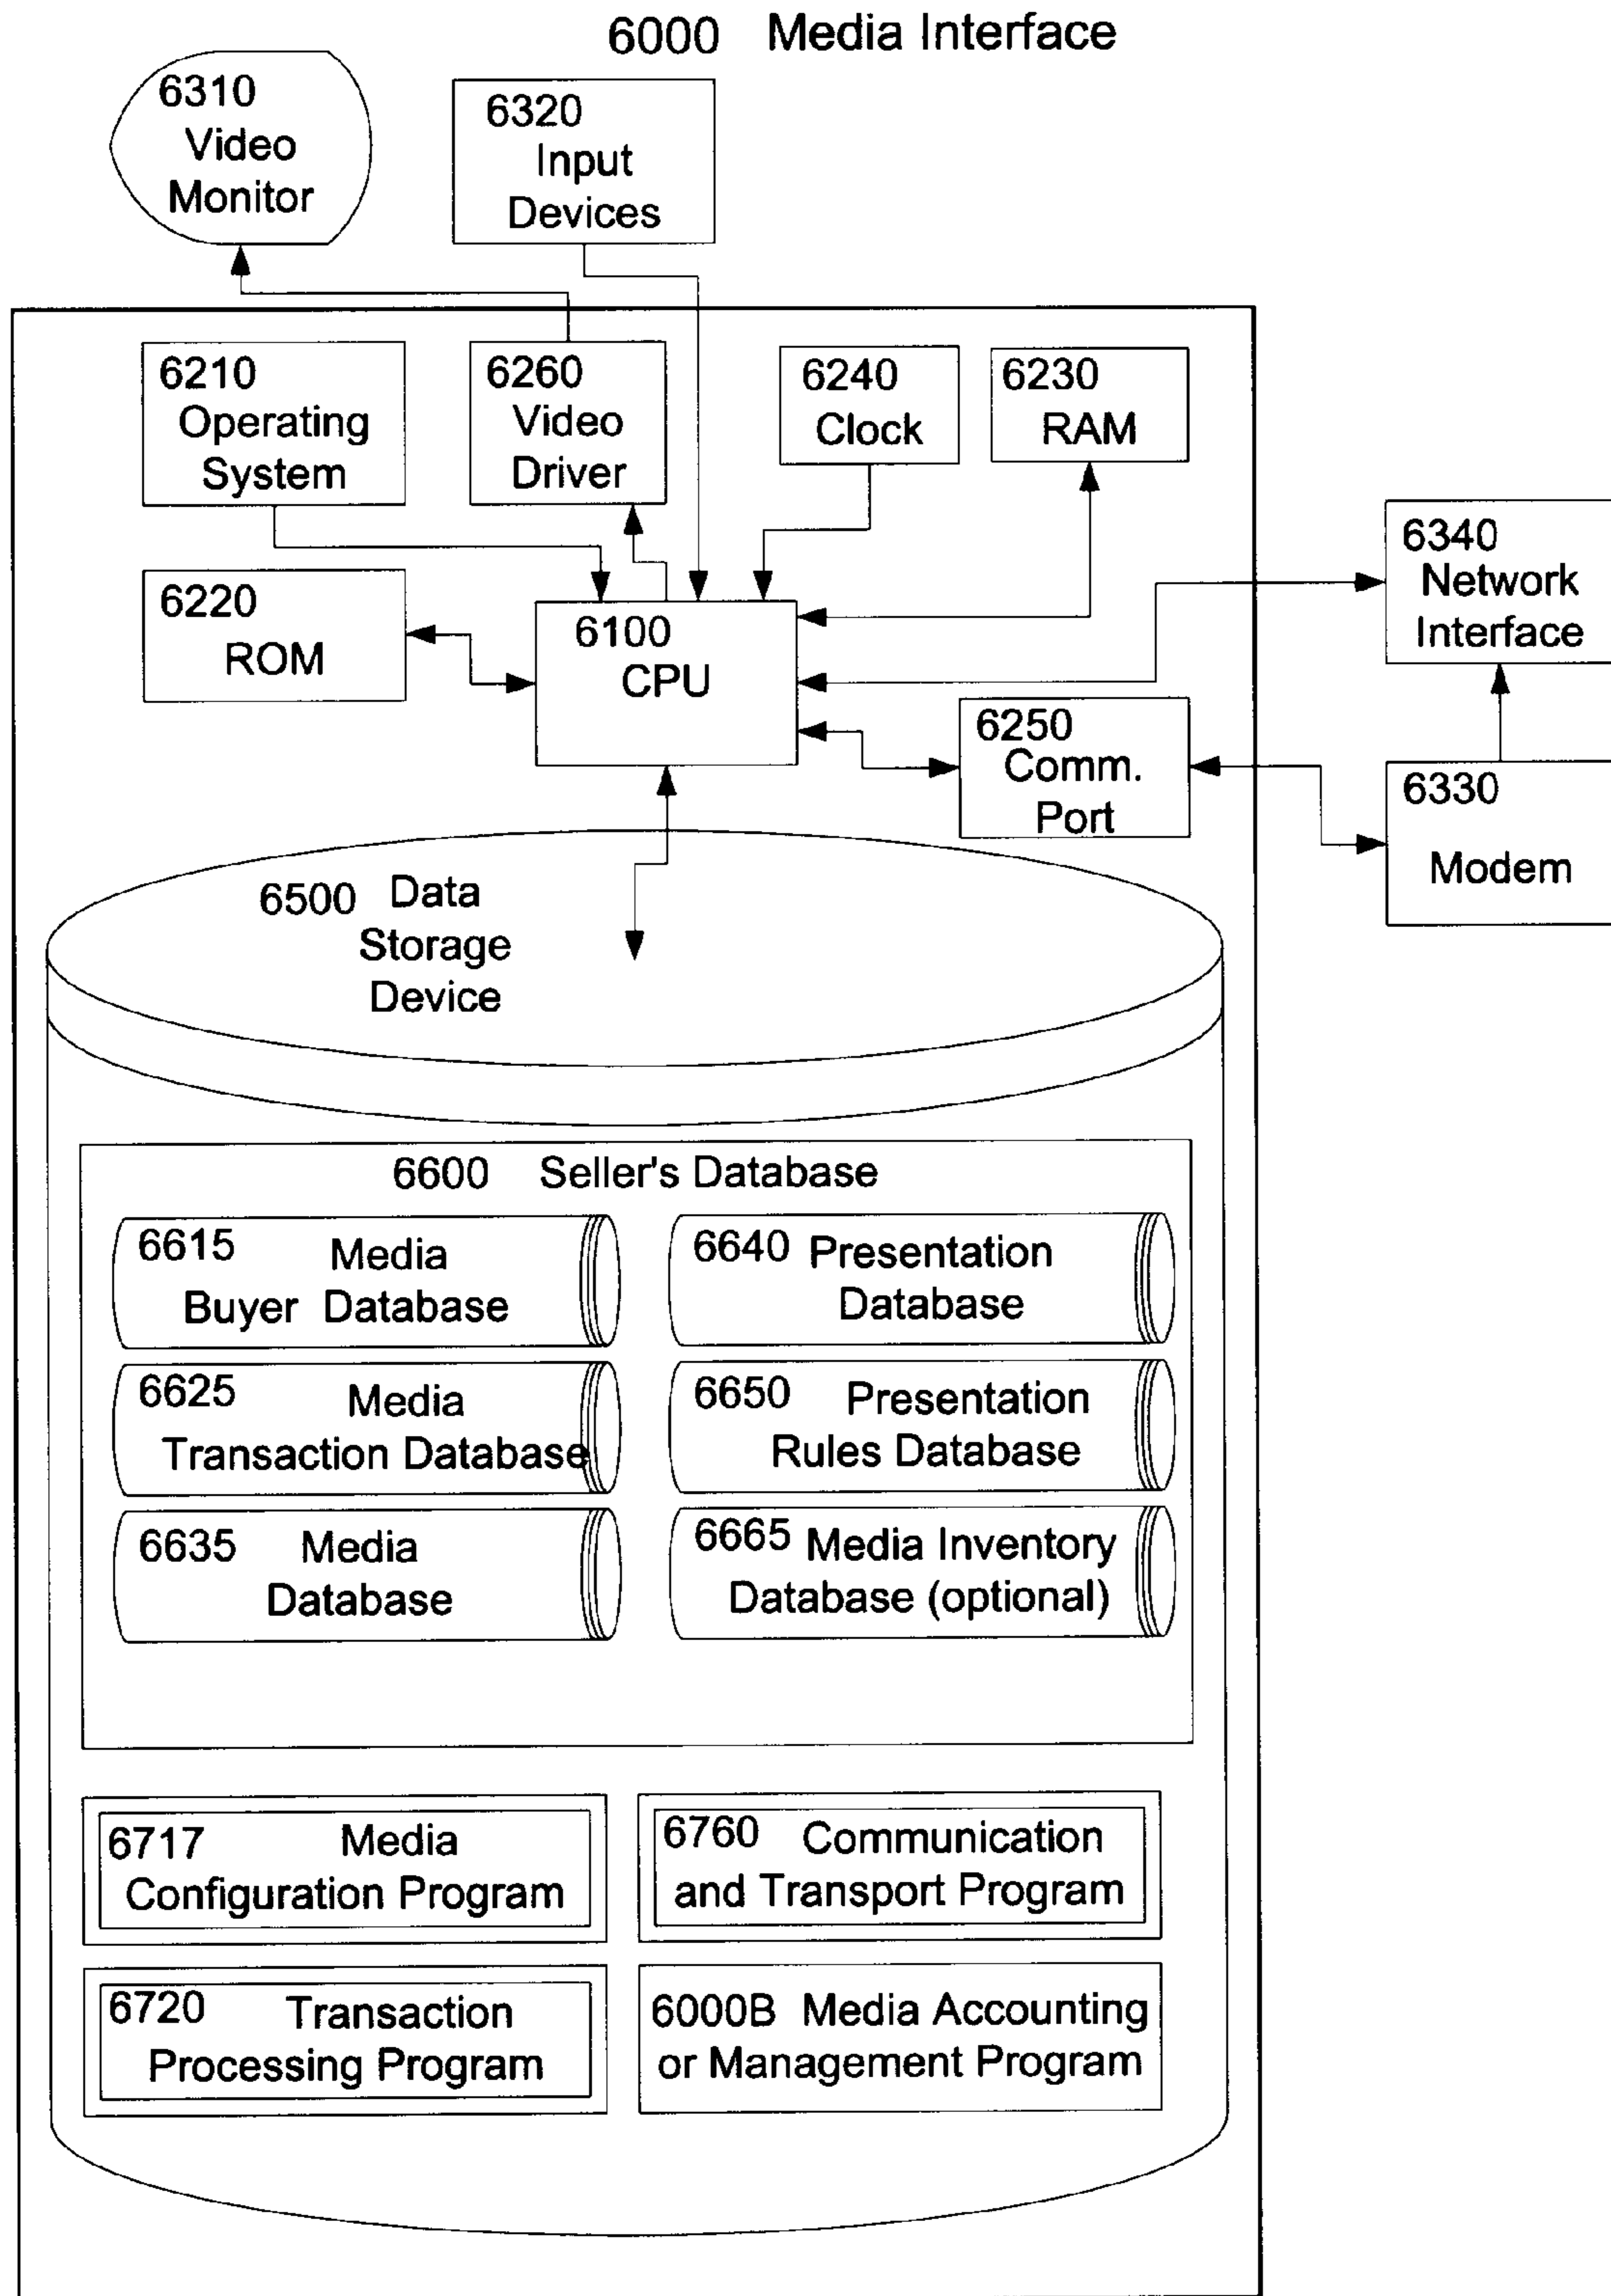 6000 Media Interface
6310
Video
Monitor
6320
Input
Devices
6210
Operating
System
6260
Video
Driver
6240
Clock
6230
RAM
6340
Network
Interface
6220
ROM
6100
CPU
6250
Comm.
Port
6330
Modem
6500 Data
Storage
Device
6600 Seller's Database
6615 Media
Buyer Database
6640 Presentation
Database
6625 Media
Transaction Database
6650 Presentation
Rules Database
6635 Media
Database
6665 Media Inventory
Database (optional)
6717 Media
Configuration Program
6760 Communication
and Transport Program
6720 Transaction
Processing Program
6000B Media Accounting
or Management Program